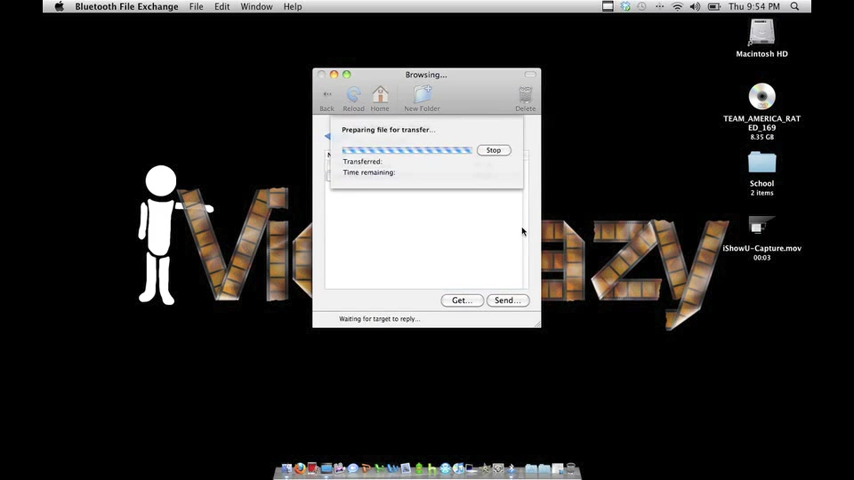 Bluetooth File Exchange File Edit Window Help
Thu 9:54 PM
Macintosh HD
TEAM_AMERICA_RAT
ED_169
8.35 GB
School
2 items
iShowU-Capture.mov
00:03
Browsing...
Back Reload Home New Folder Delete
Preparing file for transfer...
Stop
Transferred:
Time remaining:
Get... Send...
Waiting for target to reply...